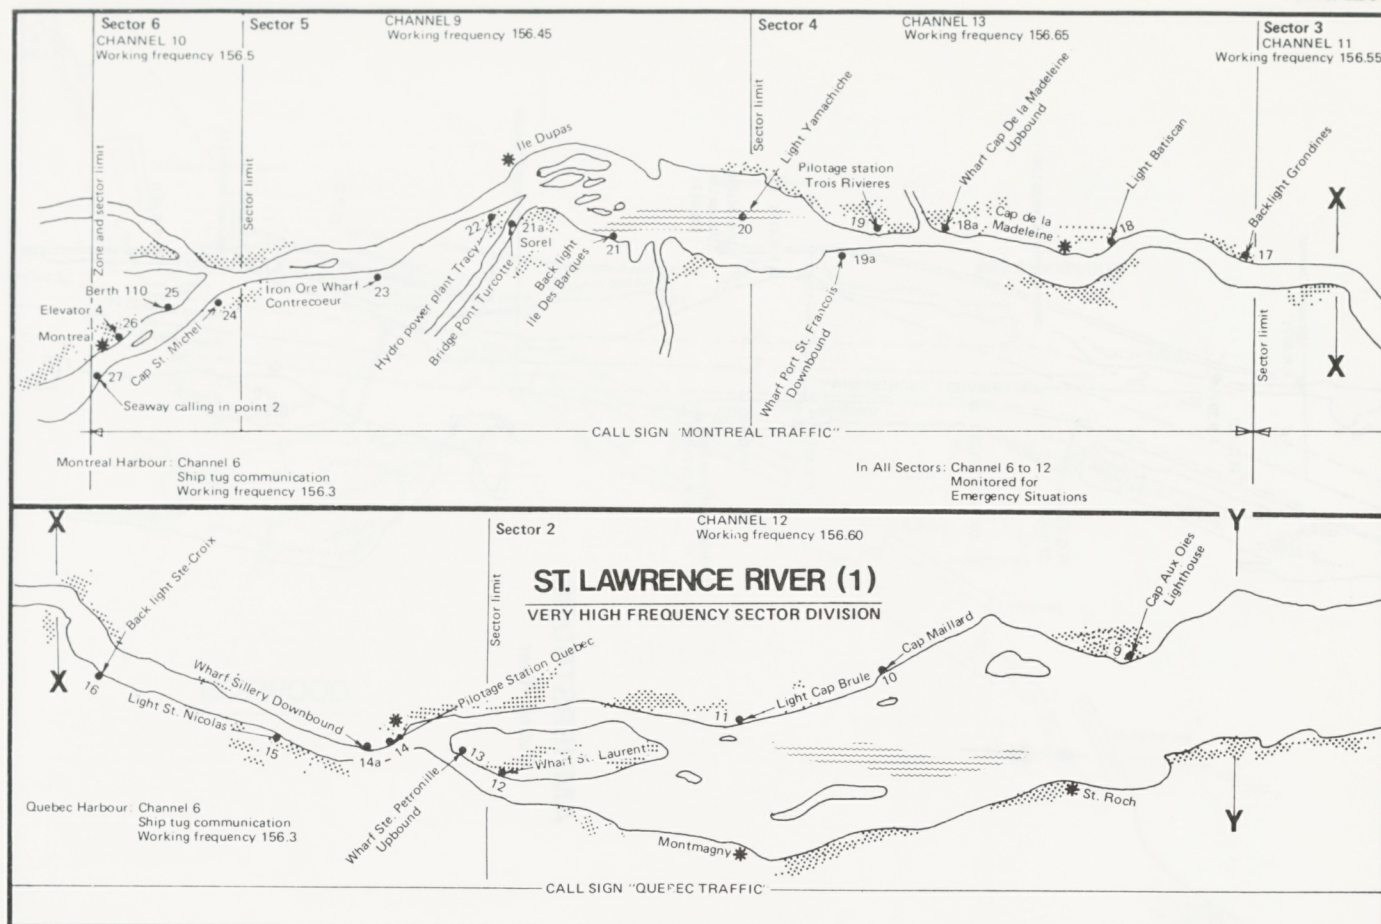 Sector 6
CHANNEL 10
Working frequency 156.5
Sector 5
CHANNEL 9
Working frequency 156.45
Sector 4
CHANNEL 13
Working frequency 156.65
Sector 3
CHANNEL 11
Working frequency 156.55
Zone and sector limit
Sector limit
Sector limit
Sector limit
Ile Dupas
Light Yamachiche
Pilotage station
Trois Rivieres
Wharf Cap De la Madeleine
Upbound
Light Batiscan
Backlight Grondines
Cap de la
Madeleine
X
X
22
21a
Sorel
21
20
19
19a
18a
18
17
Berth 110
25
Elevator 4
26
Montreal
27
24
Cap St. Michel
Iron Ore Wharf
Contrecoeur
23
Hydro power plant Tracy
Bridge Pont Turcotte
Back light
Ile Des Barques
Wharf Port St. Francois
Downbound
Seaway calling in point 2
CALL SIGN 'MONTREAL TRAFFIC"
Montreal Harbour: Channel 6
Ship tug communication
Working frequency 156.3
In All Sectors: Channel 6 to 12
Monitored for
Emergency Situations
X
X
Sector 2
CHANNEL 12
Working frequency 156.60
Y
Y
ST. LAWRENCE RIVER (1)
VERY HIGH FREQUENCY SECTOR DIVISION
Sector limit
Back light Ste-Croix
16
Wharf Sillery Downbound
Light St. Nicolas
15
14a - 14
Pilotage Station Quebec
13
12
Wharf St. Laurent
Wharf Ste. Petronille
Upbound
11
Light Cap Brule
10
Cap Maillard
9
Cap Aux Oies
Lighthouse
St. Roch
Montmagny
Quebec Harbour: Channel 6
Ship tug communication
Working frequency 156.3
CALL SIGN "QUEBEC TRAFFIC'